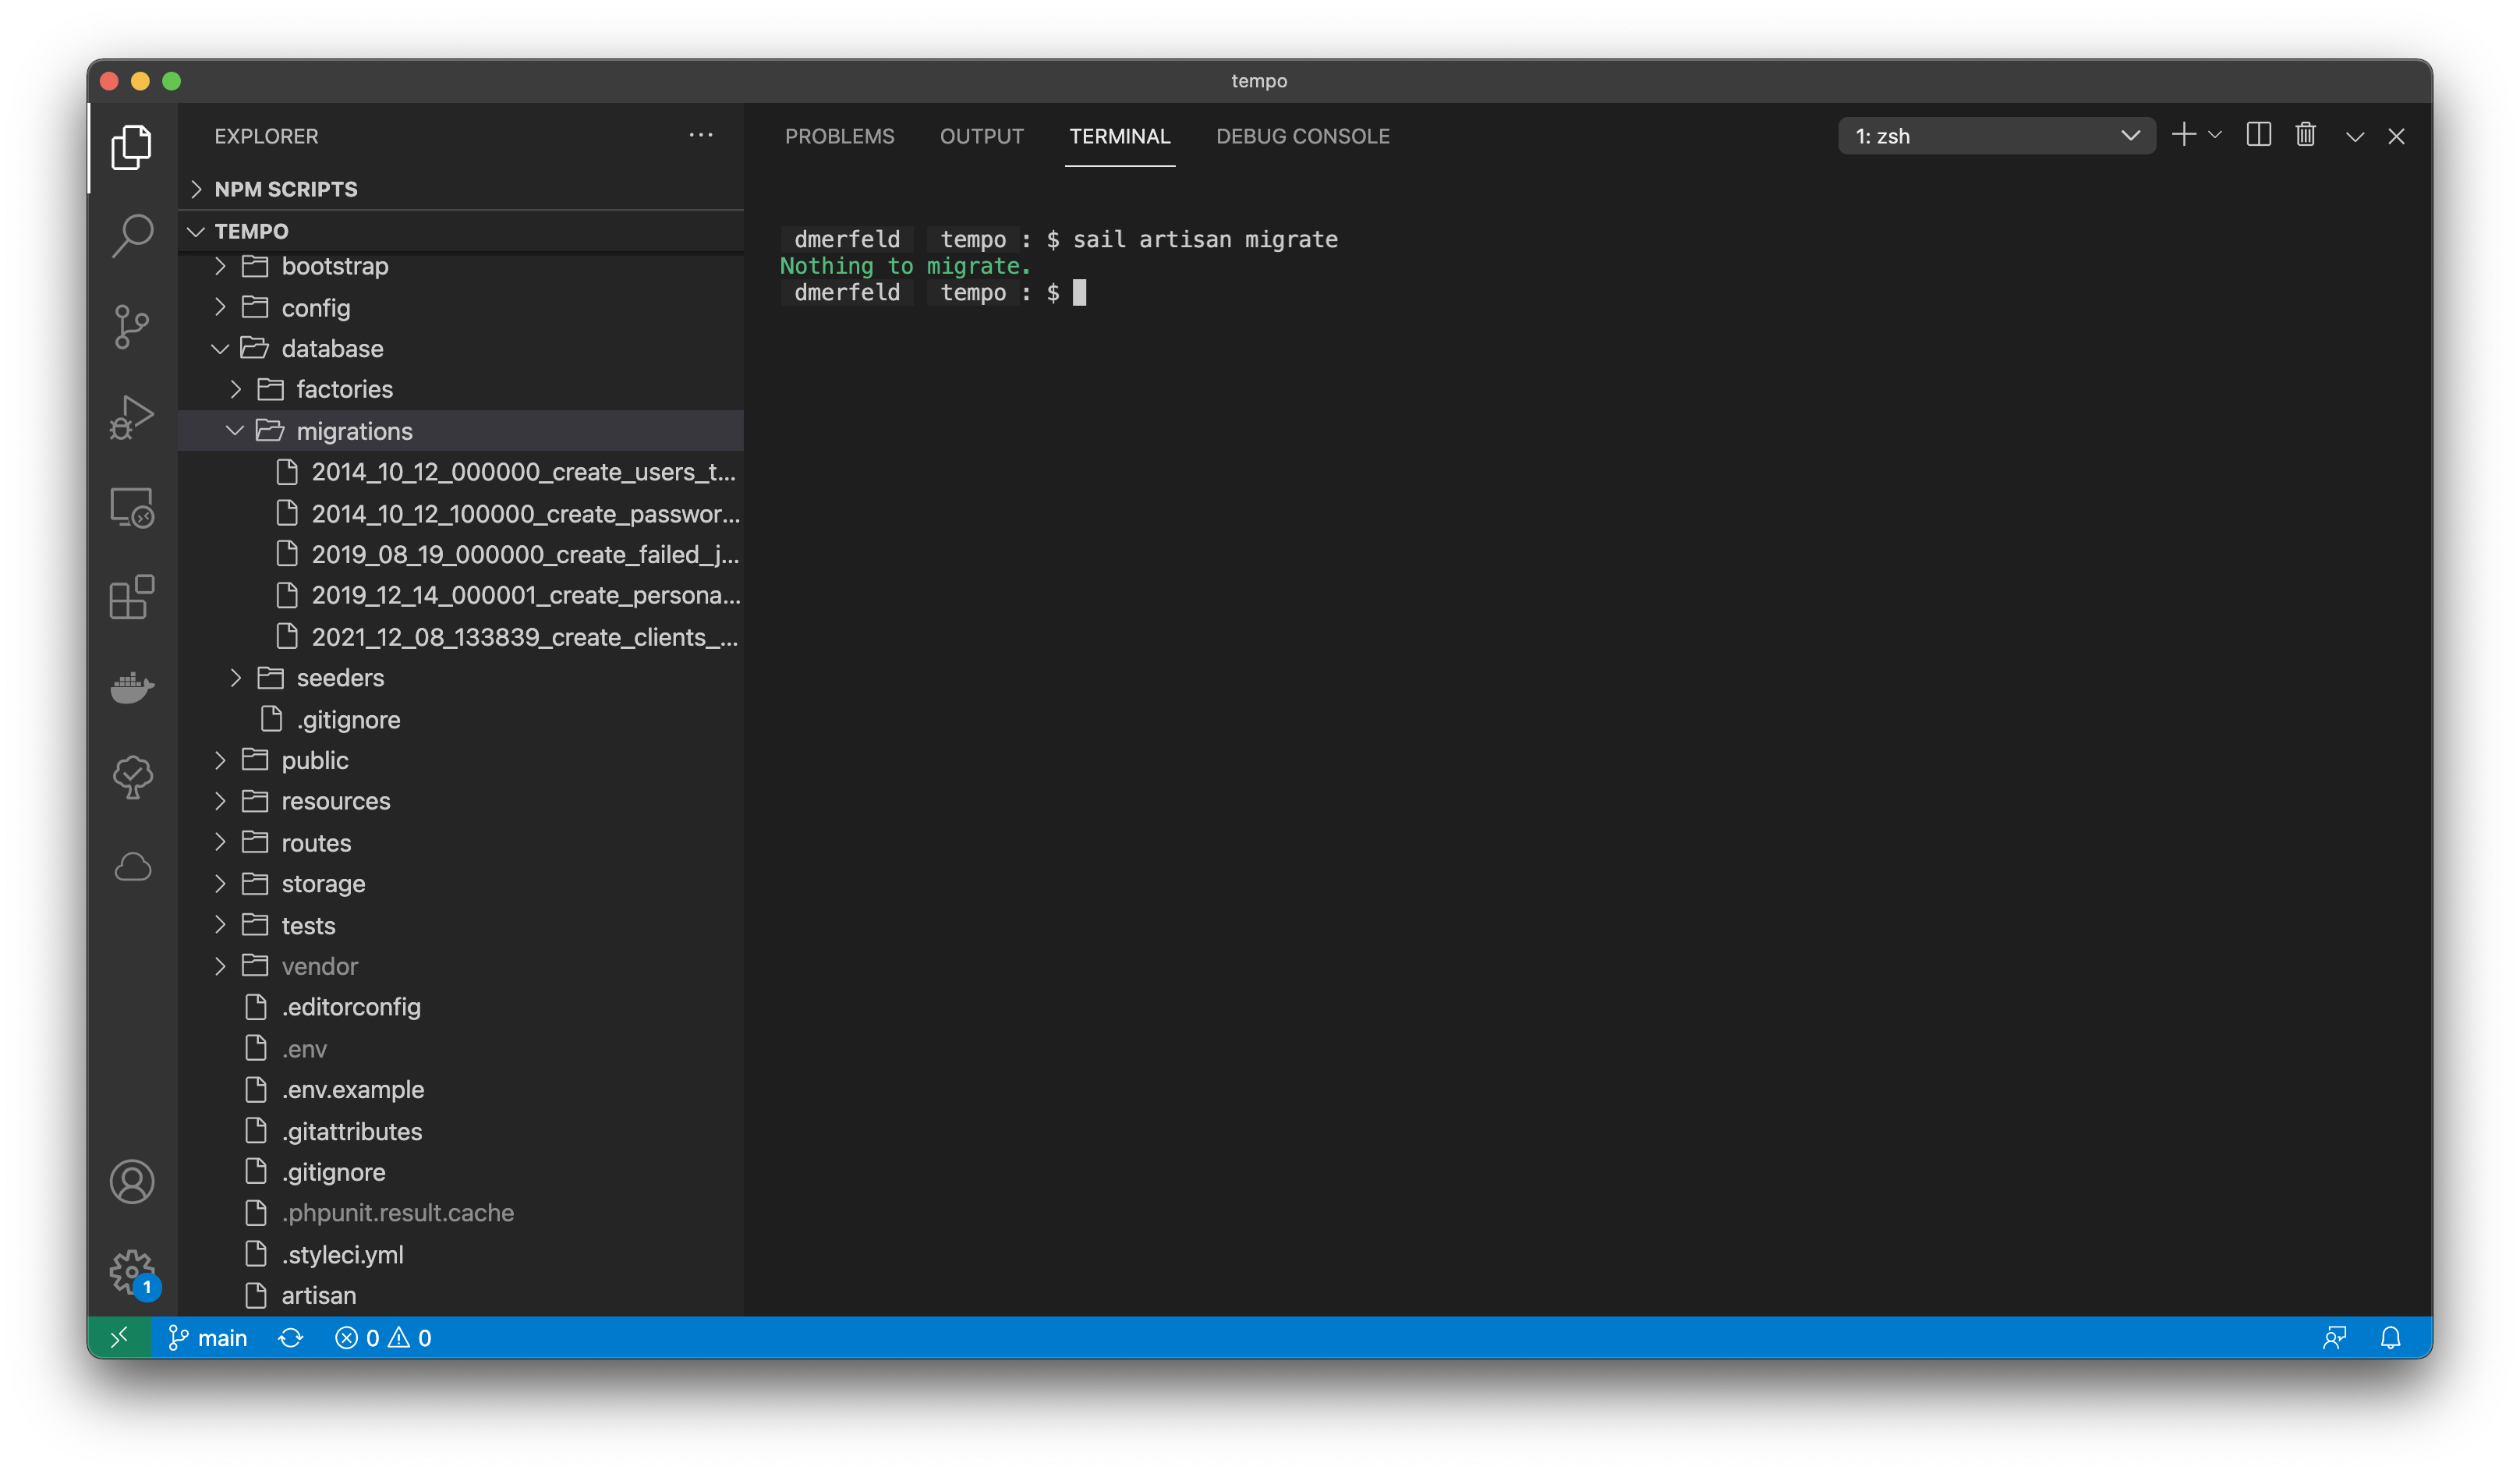 tempo
EXPLORER
NPM SCRIPTS
TEMPO
bootstrap
config
database
factories
migrations
2014_10_12_000000_create_users_t...
2014_10_12_100000_create_passwor...
2019_08_19_000000_create_failed_j...
2019_12_14_000001_create_persona...
2021_12_08_133839_create_clients_...
seeders
.gitignore
public
resources
routes
storage
tests
vendor
.editorconfig
.env
.env.example
.gitattributes
.gitignore
.phpunit.result.cache
.styleci.yml
artisan
PROBLEMS OUTPUT TERMINAL DEBUG CONSOLE 1: zsh
dmerfeld tempo : $ sail artisan migrate
Nothing to migrate.
dmerfeld tempo : $
1
main 0 0